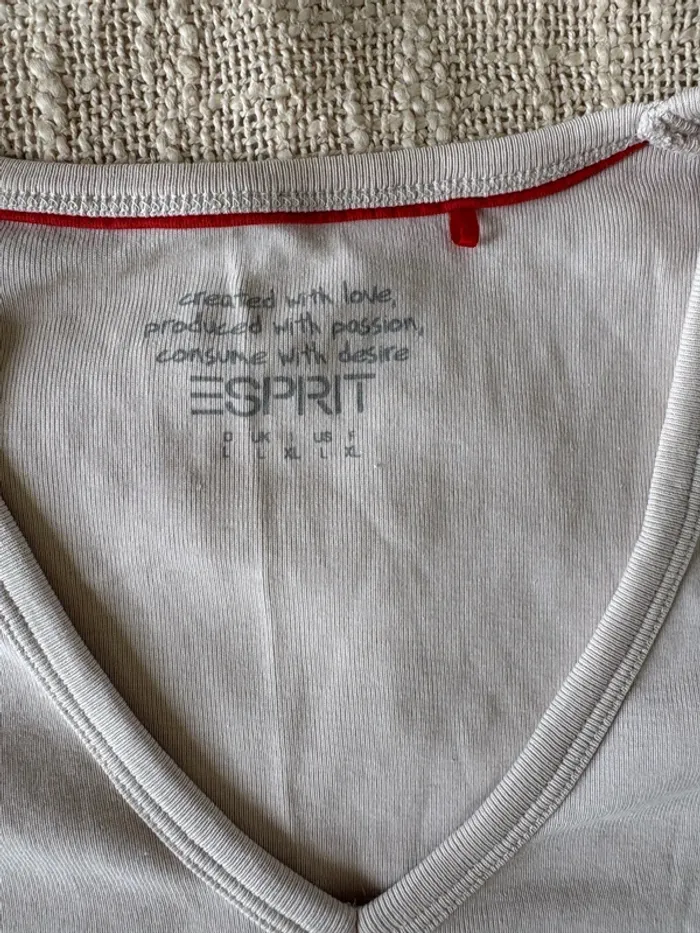 created with love,
produced with passion,
consume with desire
ESPRIT
D UK I US F
L L XL L XL